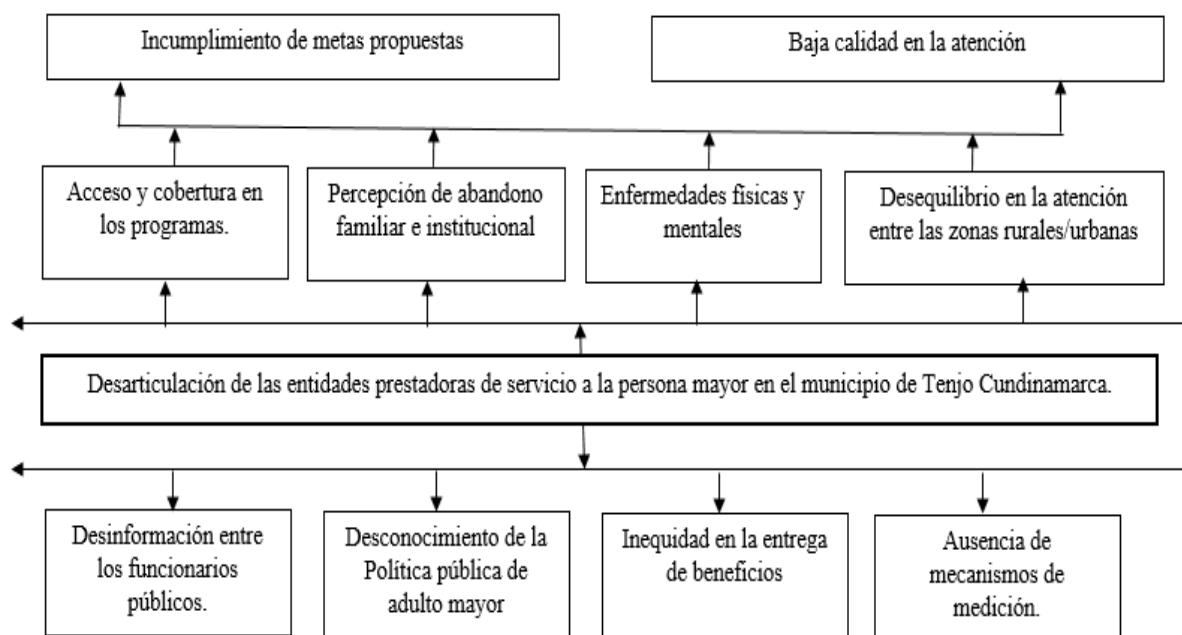 Incumplimiento de metas propuestas
Baja calidad en la atención
Acceso y cobertura en
los programas.
Percepción de abandono
familiar e institucional
Enfermedades físicas y
mentales
Desequilibrio en la atención
entre las zonas rurales/urbanas
Desarticulación de las entidades prestadoras de servicio a la persona mayor en el municipio de Tenjo Cundinamarca.
Desinformación entre
los funcionarios
públicos.
Desconocimiento de la
Política pública de
adulto mayor
Inequidad en la entrega
de beneficios
Ausencia de
mecanismos de
medición.